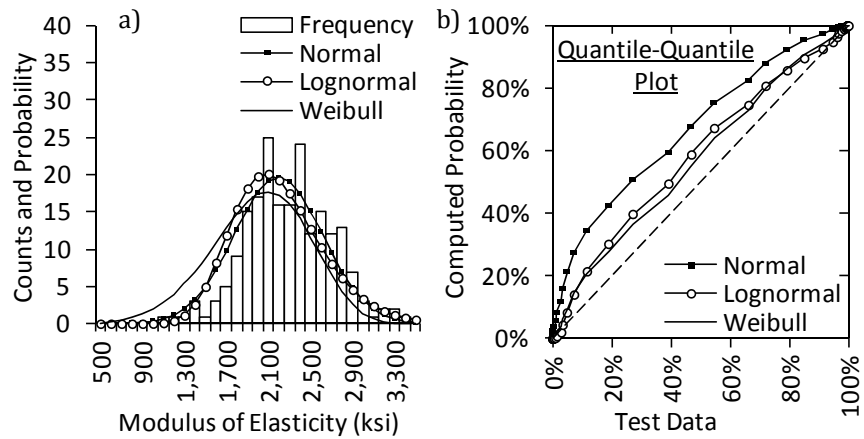 a)
Counts and Probability
40
35
30
25
20
15
10
5
0
Frequency
Normal
Lognormal
Weibull
500
900
1,300
1,700
2,100
2,500
2,900
3,300
Modulus of Elasticity (ksi)
b)
Computed Probability
100%
80%
60%
40%
20%
0%
Quantile-Quantile
Plot
Normal
Lognormal
Weibull
0%
20%
40%
60%
80%
100%
Test Data